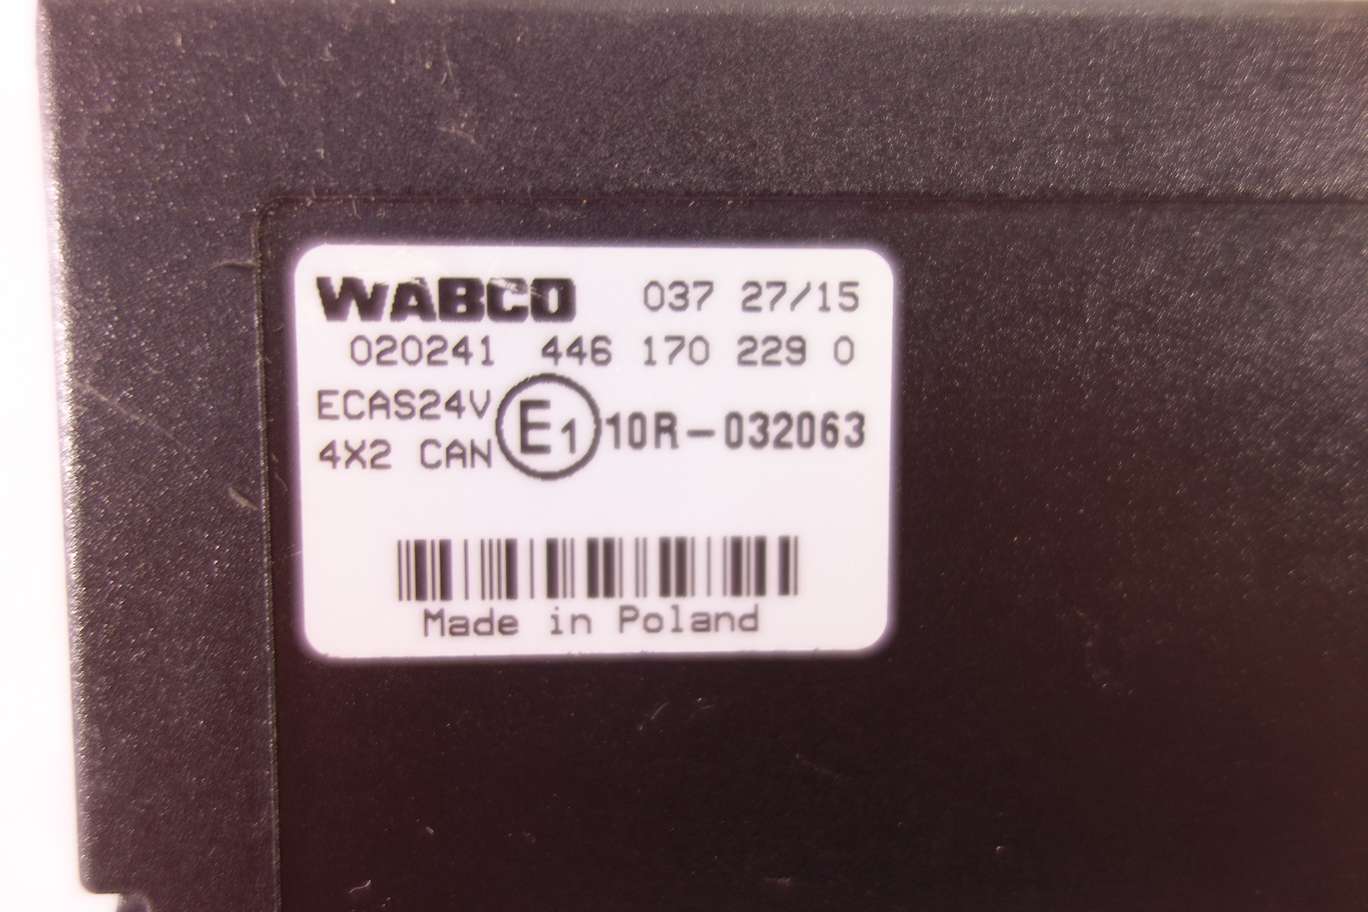 WABCO 037 27/15
020241 446 170 229 0
ECAS24V
4X2 CAN
E1 10R-032063
Made in Poland